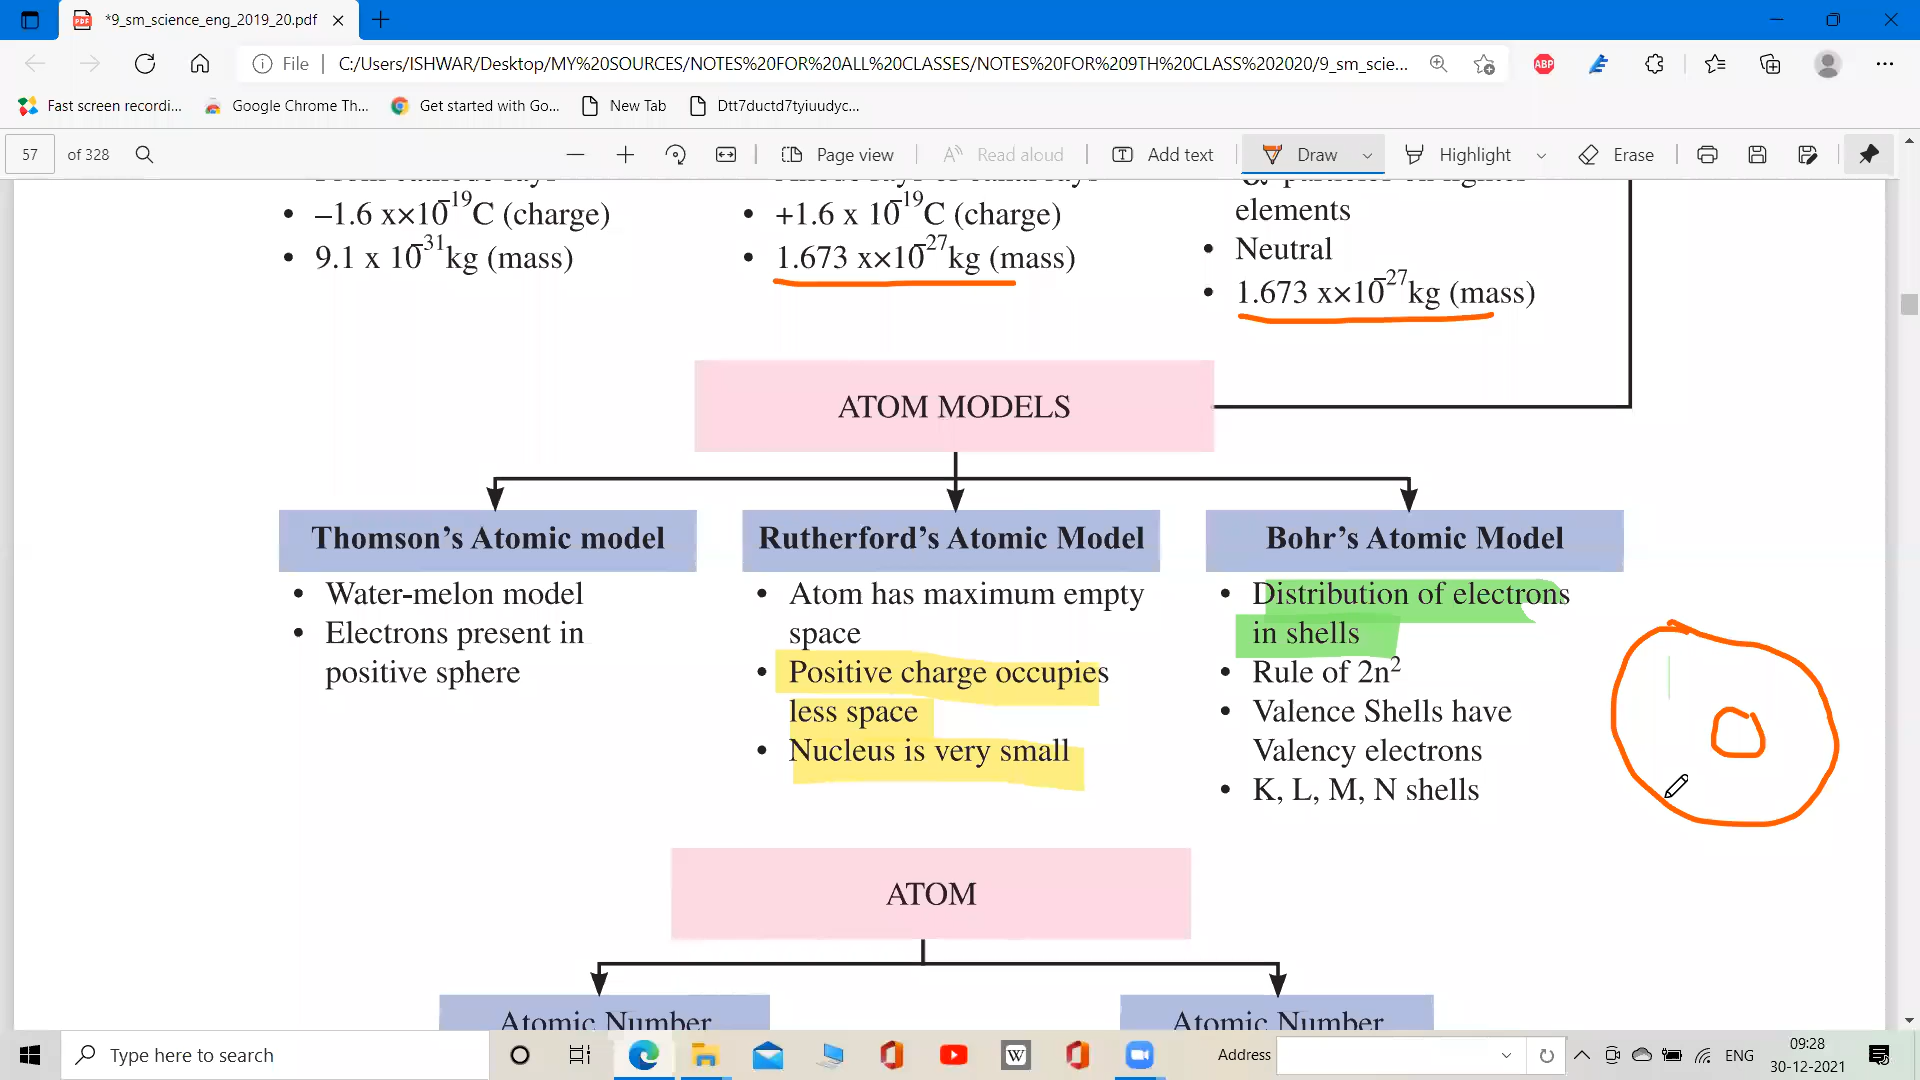 *9_sm_science_eng_2019_20.pdf
File
C:/Users/ISHWAR/Desktop/MY%20SOURCES/NOTES%20FOR%20ALL%20CLASSES/NOTES%20FOR%209TH%20CLASS%202020/9_sm_scie...
ABP
Fast screen recordi...
Google Chrome Th...
Get started with Go...
New Tab
Dtt7ductd7tyiuudyc...
57 of 328
Page view
Read aloud
Add text
Draw
Highlight
Erase
• –1.6 x×10⁻¹⁹C (charge)
• 9.1 x 10⁻³¹kg (mass)
• +1.6 x 10⁻¹⁹C (charge)
• 1.673 x×10⁻²⁷kg (mass)
elements
• Neutral
• 1.673 x×10⁻²⁷kg (mass)
ATOM MODELS
Thomson’s Atomic model
• Water-melon model
• Electrons present in
positive sphere
Rutherford’s Atomic Model
• Atom has maximum empty
space
• Positive charge occupies
less space
• Nucleus is very small
Bohr’s Atomic Model
• Distribution of electrons
in shells
• Rule of 2n²
• Valence Shells have
Valency electrons
• K, L, M, N shells
ATOM
Atomic Number
Atomic Number
Type here to search
W
Address
ENG
09:28
30-12-2021